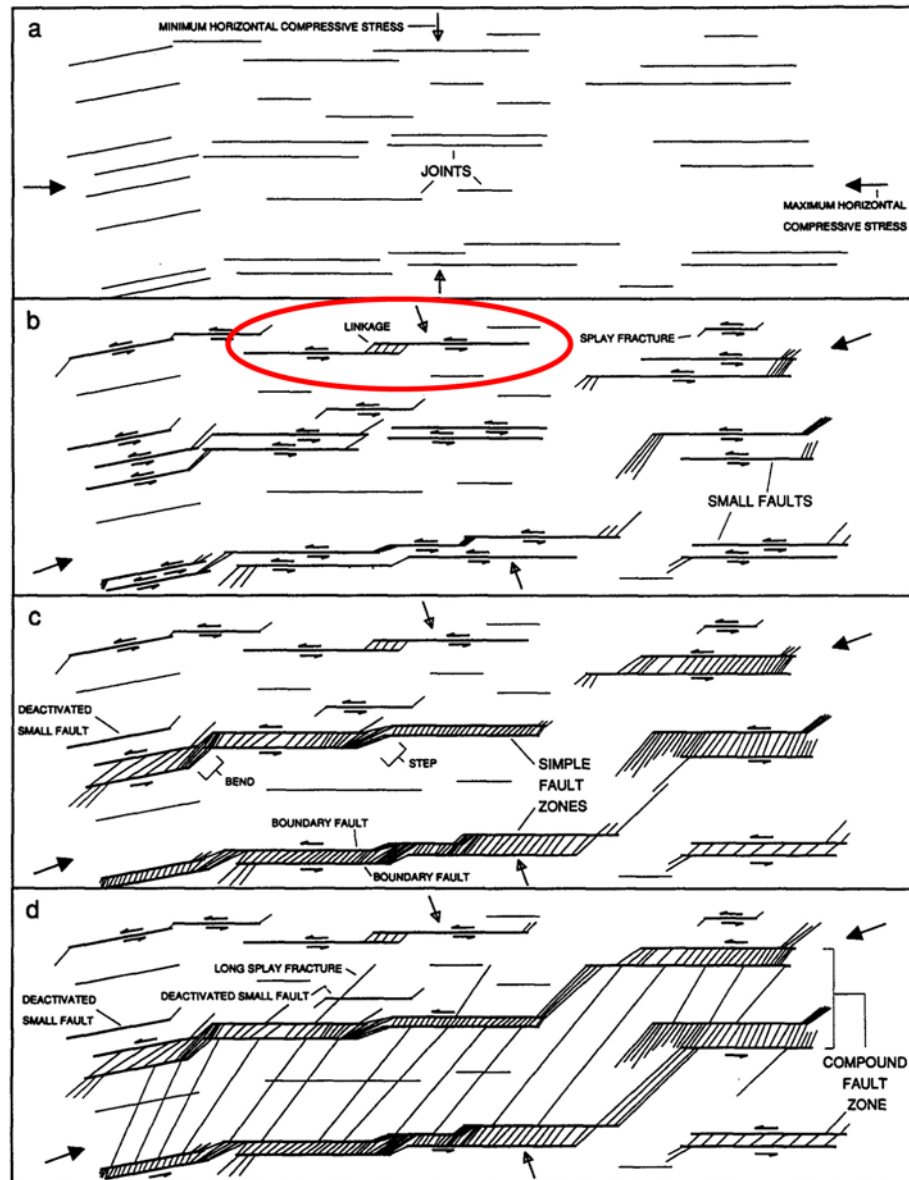 a
MINIMUM HORIZONTAL COMPRESSIVE STRESS
JOINTS
MAXIMUM HORIZONTAL
COMPRESSIVE STRESS
b
LINKAGE
SPLAY FRACTURE
SMALL FAULTS
c
DEACTIVATED
SMALL FAULT
BEND
STEP
SIMPLE
FAULT
ZONES
BOUNDARY FAULT
BOUNDARY FAULT
d
LONG SPLAY FRACTURE
DEACTIVATED SMALL FAULT
DEACTIVATED
SMALL FAULT
COMPOUND
FAULT
ZONE